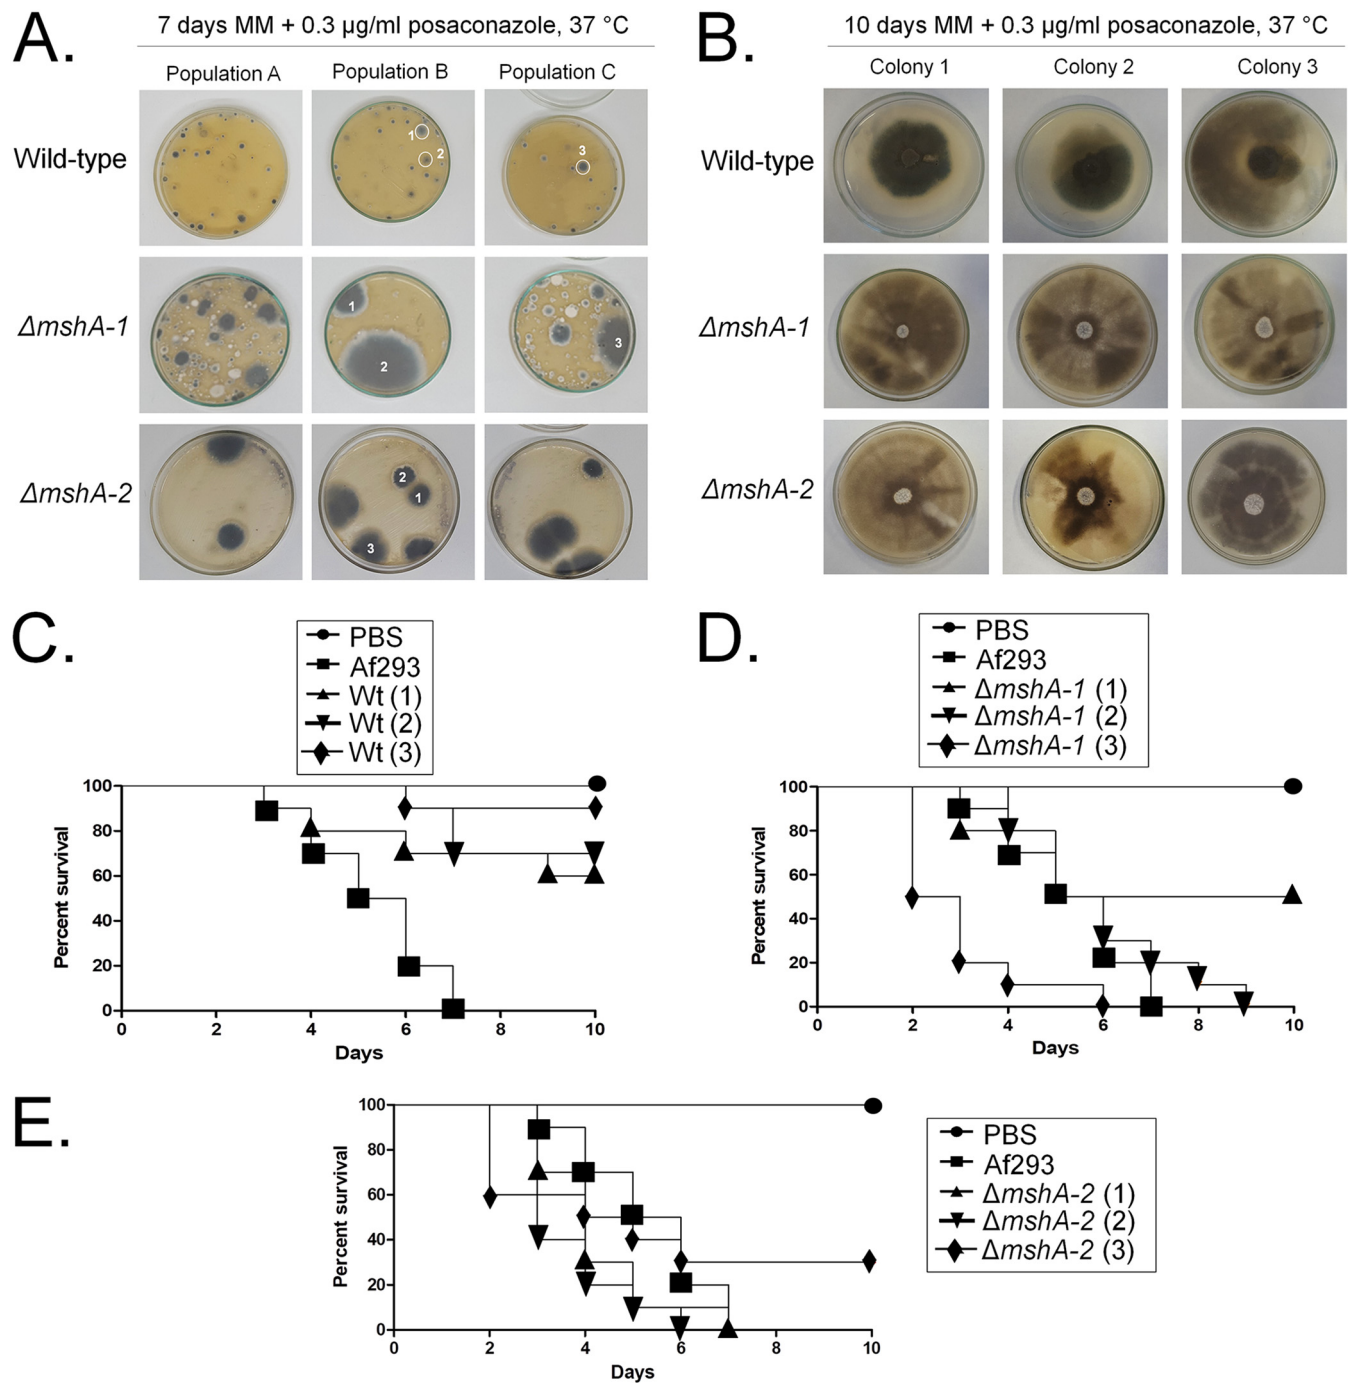 A.
7 days MM + 0.3 µg/ml posaconazole, 37 °C
Population A Population B Population C
Wild-type
1
2
3
ΔmshA-1
1
2
3
ΔmshA-2
2
1
3
B.
10 days MM + 0.3 µg/ml posaconazole, 37 °C
Colony 1 Colony 2 Colony 3
Wild-type
ΔmshA-1
ΔmshA-2
C.
PBS
Af293
Wt (1)
Wt (2)
Wt (3)
Percent survival
100
80
60
40
20
0
0 2 4 6 8 10
Days
D.
PBS
Af293
ΔmshA-1 (1)
ΔmshA-1 (2)
ΔmshA-1 (3)
Percent survival
100
80
60
40
20
0
0 2 4 6 8 10
Days
E.
Percent survival
100
80
60
40
20
0
0 2 4 6 8 10
Days
PBS
Af293
ΔmshA-2 (1)
ΔmshA-2 (2)
ΔmshA-2 (3)